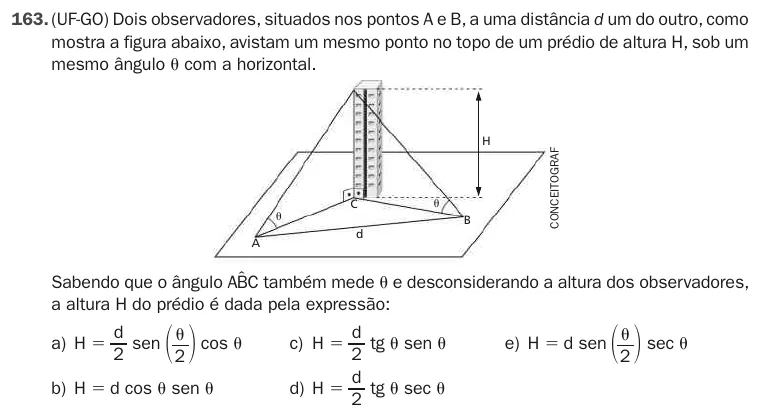 163. (UF-GO) Dois observadores, situados nos pontos A e B, a uma distância d um do outro, como
mostra a figura abaixo, avistam um mesmo ponto no topo de um prédio de altura H, sob um
mesmo ângulo θ com a horizontal.
H
C
θ
θ
B
A
d
CONCEITOGRAF
Sabendo que o ângulo AB̂C também mede θ e desconsiderando a altura dos observadores,
a altura H do prédio é dada pela expressão:
a) H = d/2 sen (θ/2) cos θ
c) H = d/2 tg θ sen θ
e) H = d sen (θ/2) sec θ
b) H = d cos θ sen θ
d) H = d/2 tg θ sec θ